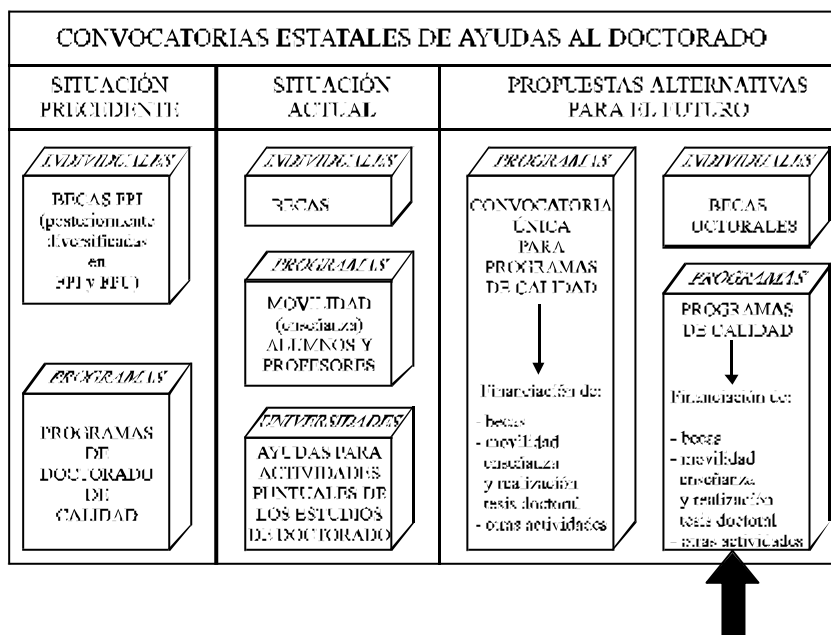 CONVOCATORIAS ESTATALES DE AYUDAS AL DOCTORADO
SITUACIÓN
PRECEDENTE
SITUACIÓN
ACTUAL
PROPUESTAS ALTERNATIVAS
PARA EL FUTURO
INDIVIDUALES
BECAS FPI
(posteriormente
diversificadas
en
FPI y FPU)
PROGRAMAS
PROGRAMAS
DE
DOCTORADO
DE
CALIDAD
INDIVIDUALES
BECAS
PROGRAMAS
MOVILIDAD
(enseñanza)
ALUMNOS Y
PROFESORES
UNIVERSIDADES
AYUDAS PARA
ACTIVIDADES
PUNTUALES DE
LOS ESTUDIOS
DE DOCTORADO
PROGRAMAS
CONVOCATORIA
ÚNICA
PARA
PROGRAMAS
DE CALIDAD
Financiación de:
- becas
- movilidad
enseñanza
y realización
tesis doctoral
- otras actividades
INDIVIDUALES
BECAS
OCTORALES
PROGRAMAS
PROGRAMAS
DE CALIDAD
Financiación de:
- becas
- movilidad
enseñanza
y realización
tesis doctoral
- otras actividades